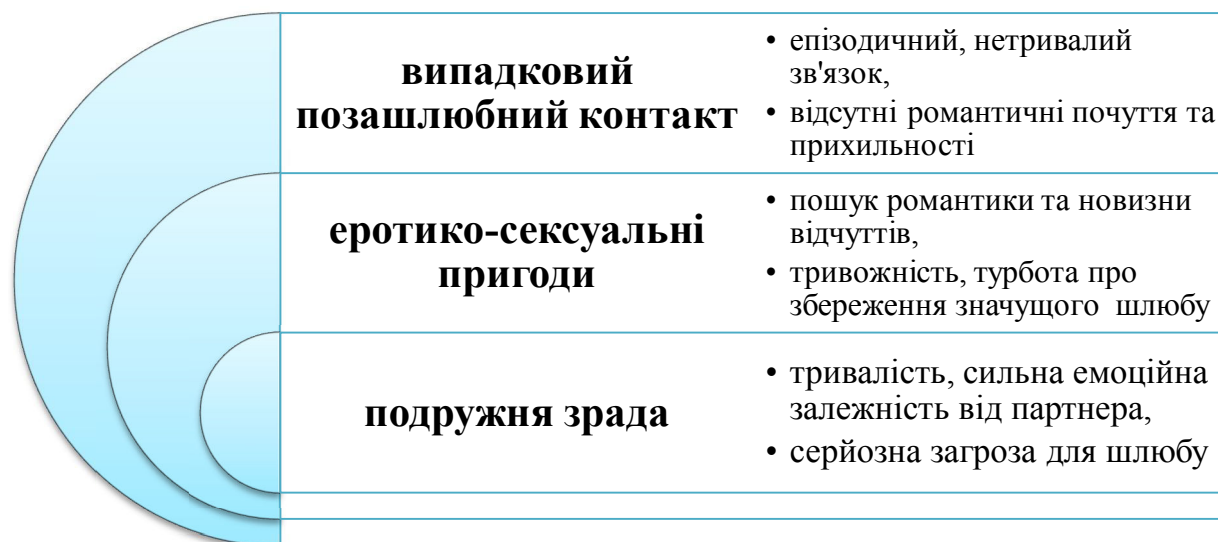 випадковий
позашлюбний контакт
• епізодичний, нетривалий
зв'язок,
• відсутні романтичні почуття та
прихильності
еротико-сексуальні
пригоди
• пошук романтики та новизни
відчуттів,
• тривожність, турбота про
збереження значущого шлюбу
подружня зрада
• тривалість, сильна емоційна
залежність від партнера,
• серйозна загроза для шлюбу